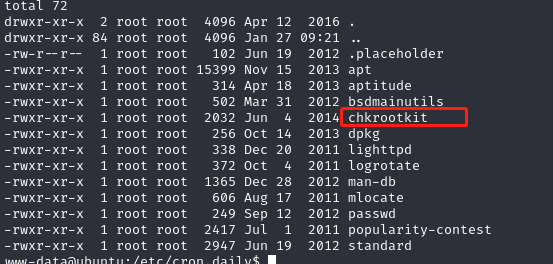 total 72
drwxr-xr-x  2 root root  4096 Apr 12  2016 .
drwxr-xr-x 84 root root  4096 Jan 27 09:21 ..
-rw-r--r--  1 root root   102 Jun 19  2012 .placeholder
-rwxr-xr-x  1 root root 15399 Nov 15  2013 apt
-rwxr-xr-x  1 root root   314 Apr 18  2013 aptitude
-rwxr-xr-x  1 root root   502 Mar 31  2012 bsdmainutils
-rwxr-xr-x  1 root root  2032 Jun  4  2014 chkrootkit
-rwxr-xr-x  1 root root   256 Oct 14  2013 dpkg
-rwxr-xr-x  1 root root   338 Dec 20  2011 lighttpd
-rwxr-xr-x  1 root root   372 Oct  4  2011 logrotate
-rwxr-xr-x  1 root root  1365 Dec 28  2012 man-db
-rwxr-xr-x  1 root root   606 Aug 17  2011 mlocate
-rwxr-xr-x  1 root root   249 Sep 12  2012 passwd
-rwxr-xr-x  1 root root  2417 Jul  1  2011 popularity-contest
-rwxr-xr-x  1 root root  2947 Jun 19  2012 standard
www-data@ubuntu:/etc/cron.daily$